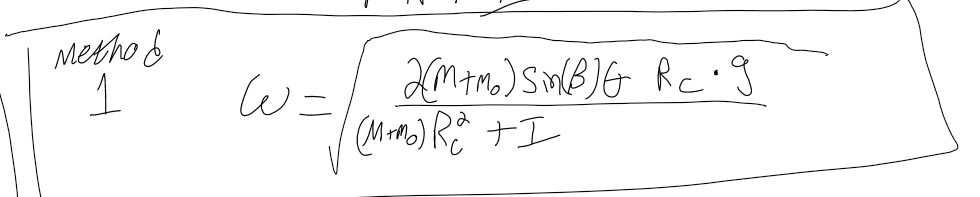 Method
1
ω = √(2(M+m₀) Sin(β) θ R_C · g / ((M+m₀) R_C² + I))